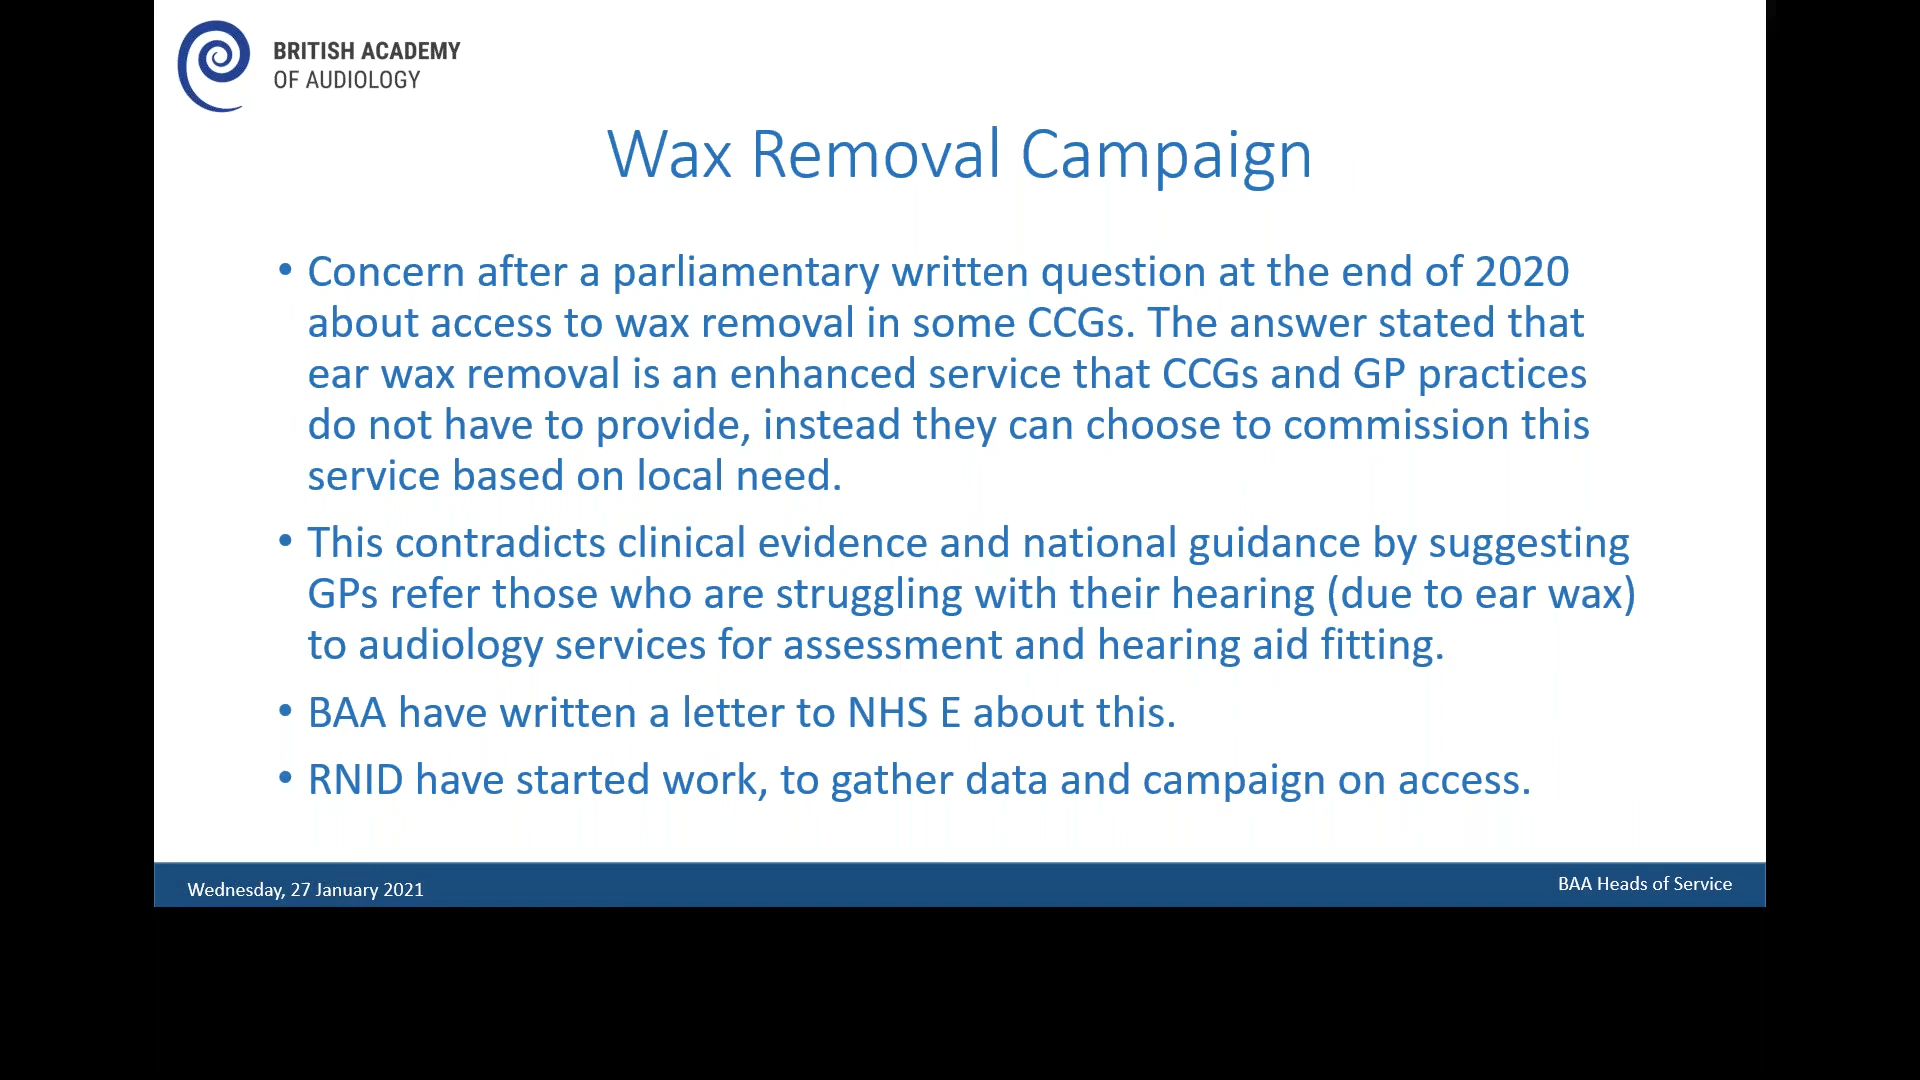 BRITISH ACADEMY
OF AUDIOLOGY
Wax Removal Campaign
• Concern after a parliamentary written question at the end of 2020
about access to wax removal in some CCGs. The answer stated that
ear wax removal is an enhanced service that CCGs and GP practices
do not have to provide, instead they can choose to commission this
service based on local need.
• This contradicts clinical evidence and national guidance by suggesting
GPs refer those who are struggling with their hearing (due to ear wax)
to audiology services for assessment and hearing aid fitting.
• BAA have written a letter to NHS E about this.
• RNID have started work, to gather data and campaign on access.
Wednesday, 27 January 2021
BAA Heads of Service